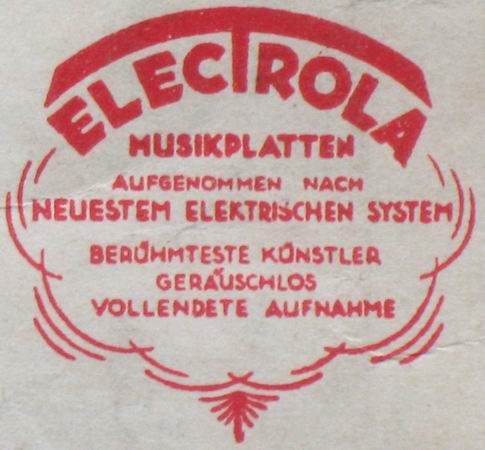 ELECTROLA
MUSIKPLATTEN
AUFGENOMMEN NACH
NEUESTEM ELEKTRISCHEN SYSTEM
BERÜHMTESTE KÜNSTLER
GERÄUSCHLOS
VOLLENDETE AUFNAHME